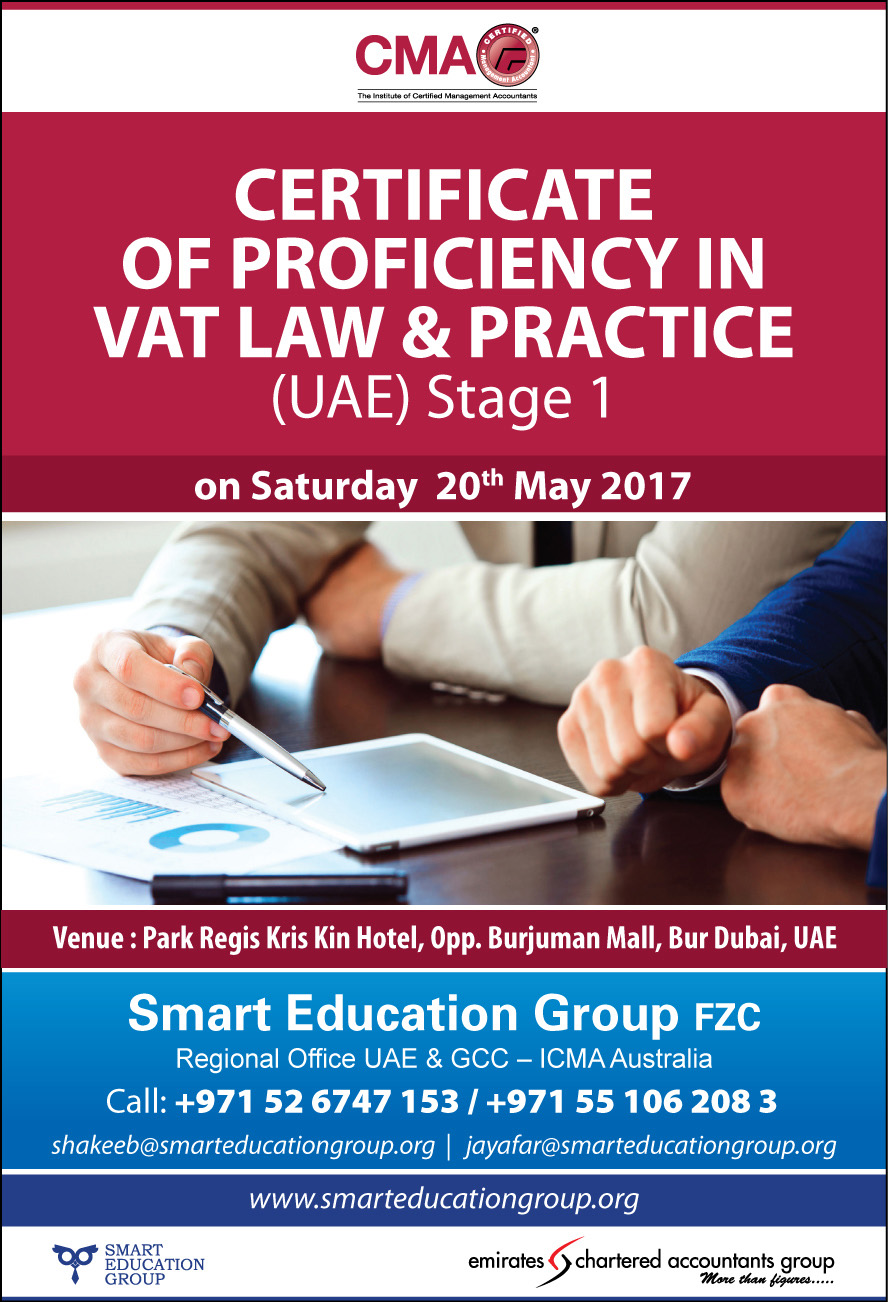 CMA
CERTIFIED
Management Accountants
The Institute of Certified Management Accountants
CERTIFICATE
OF PROFICIENCY IN
VAT LAW & PRACTICE
(UAE) Stage 1
on Saturday 20th May 2017
Venue : Park Regis Kris Kin Hotel, Opp. Burjuman Mall, Bur Dubai, UAE
Smart Education Group FZC
Regional Office UAE & GCC – ICMA Australia
Call: +971 52 6747 153 / +971 55 106 208 3
shakeeb@smarteducationgroup.org | jayafar@smarteducationgroup.org
www.smarteducationgroup.org
SMART
EDUCATION
GROUP
emirates chartered accountants group
More than figures.....